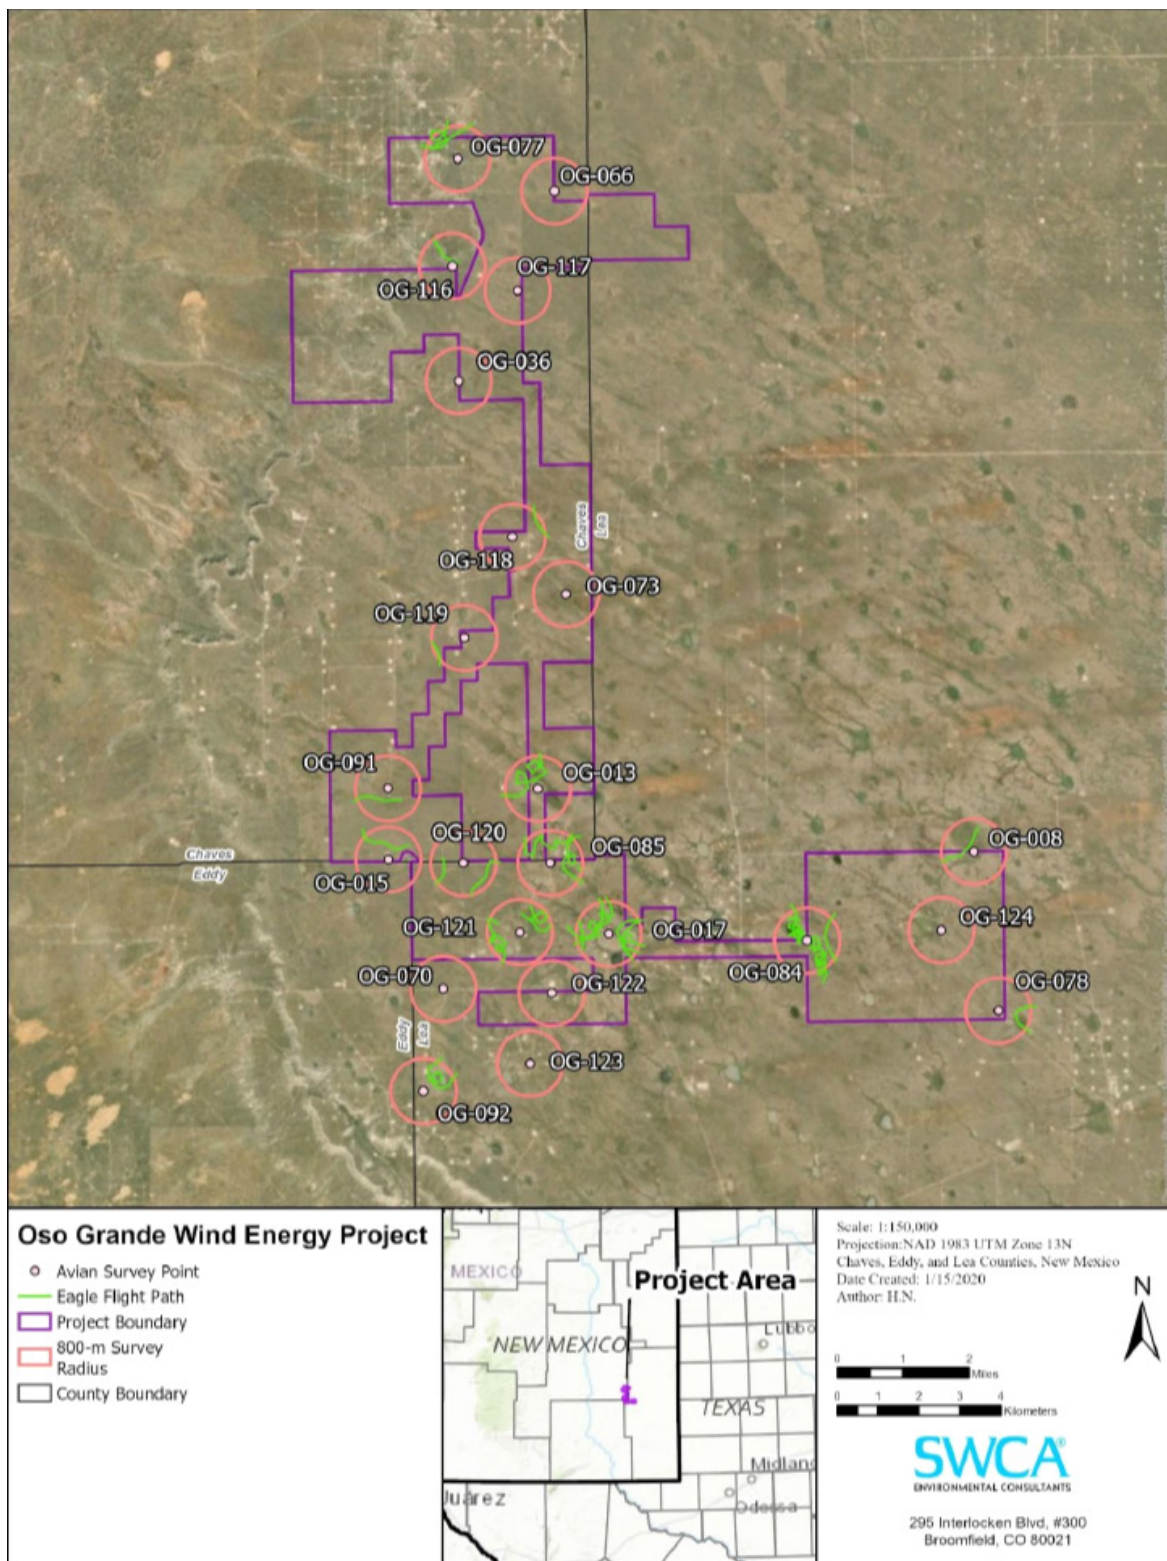 OG-077
OG-066
OG-117
OG-116
OG-036
Chaves
Lea
OG-118
OG-073
OG-119
OG-091
OG-013
OG-120
OG-085
OG-008
Chaves
Eddy
OG-015
OG-121
OG-017
OG-124
OG-084
OG-070
OG-122
OG-078
Eddy
Lea
OG-123
OG-092
Oso Grande Wind Energy Project
Avian Survey Point
Eagle Flight Path
Project Boundary
800-m Survey
Radius
County Boundary
MEXICO
Project Area
NEW MEXICO
Lubbo
TEXAS
Midland
Odessa
Juárez
Scale: 1:150,000
Projection:NAD 1983 UTM Zone 13N
Chaves, Eddy, and Lea Counties, New Mexico
Date Created: 1/15/2020
Author: H.N.
N
0 1 2
Miles
0 1 2 3 4
Kilometers
SWCA®
ENVIRONMENTAL CONSULTANTS
295 Interlocken Blvd, #300
Broomfield, CO 80021